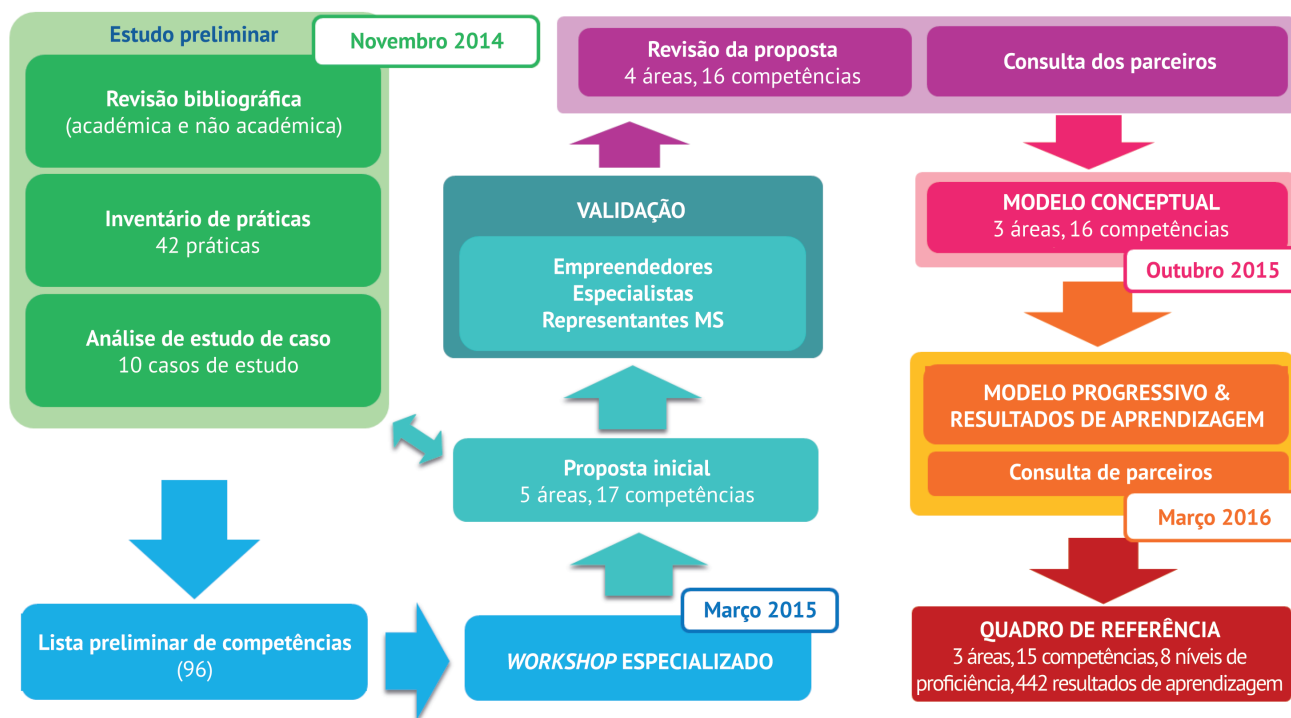 Estudo preliminar
Novembro 2014
Revisão bibliográfica
(académica e não académica)
Inventário de práticas
42 práticas
Análise de estudo de caso
10 casos de estudo
Lista preliminar de competências
(96)
Março 2015
WORKSHOP ESPECIALIZADO
Proposta inicial
5 áreas, 17 competências
VALIDAÇÃO
Empreendedores
Especialistas
Representantes MS
Revisão da proposta
4 áreas, 16 competências
Consulta dos parceiros
MODELO CONCEPTUAL
3 áreas, 16 competências
Outubro 2015
MODELO PROGRESSIVO &
RESULTADOS DE APRENDIZAGEM
Consulta de parceiros
Março 2016
QUADRO DE REFERÊNCIA
3 áreas, 15 competências, 8 níveis de
proficiência, 442 resultados de aprendizagem